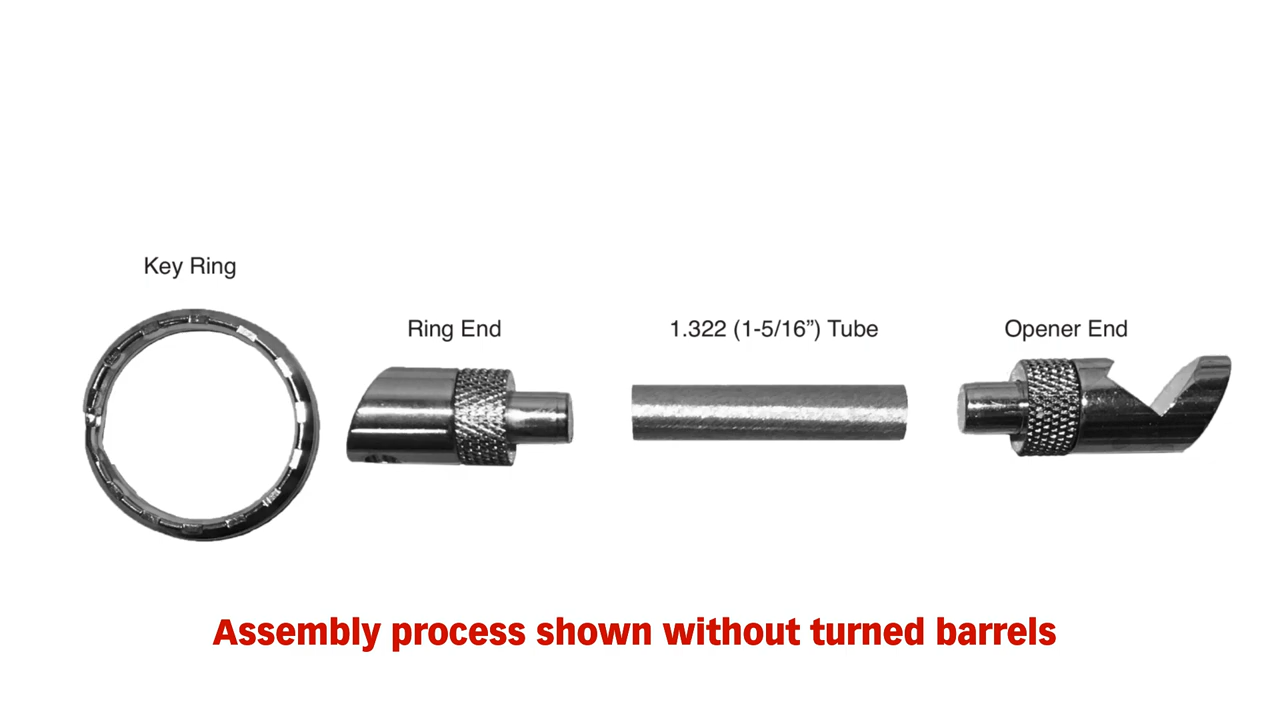 Key Ring
Ring End
1.322 (1-5/16”) Tube
Opener End
Assembly process shown without turned barrels